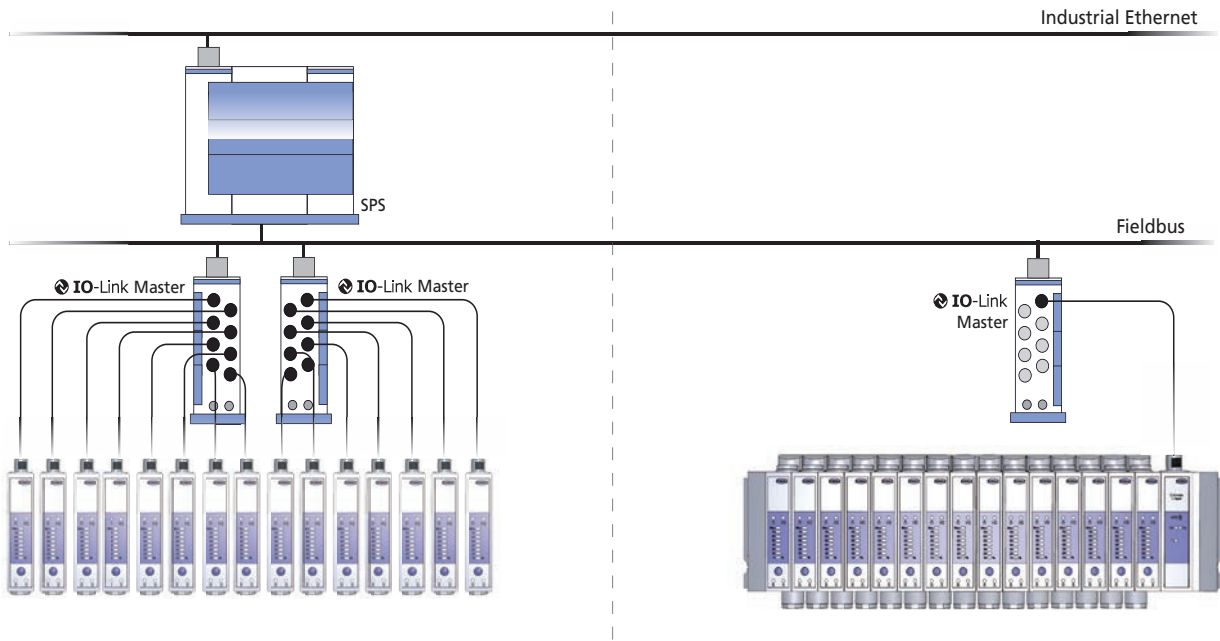 Industrial Ethernet
SPS
Fieldbus
IO-Link Master
IO-Link Master
IO-Link
Master